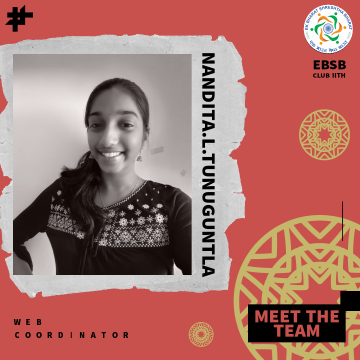 EBSB
CLUB IITH
NANDITA.L.TUNUGUNTLA
MEET THE
TEAM
WEB
COORDINATOR